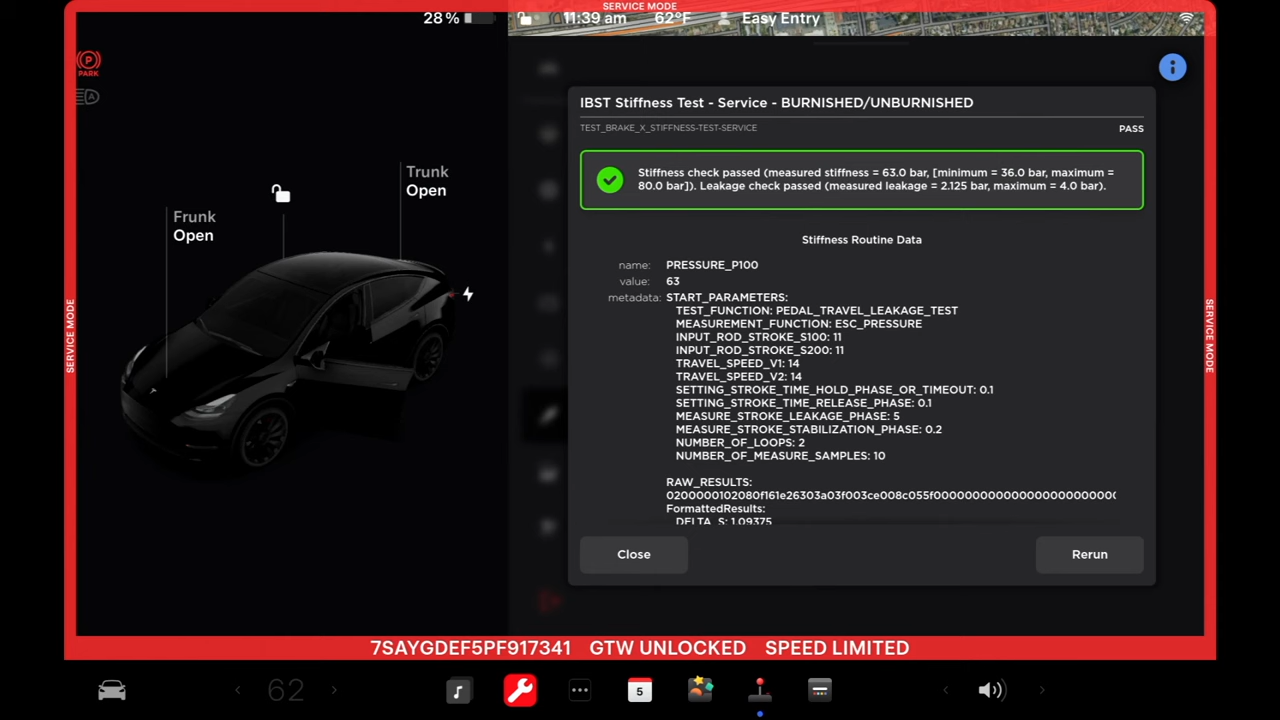 SERVICE MODE
28 %
11:39 am
62°F
Easy Entry
P
PARK
A
Trunk
Open
Frunk
Open
SERVICE MODE
SERVICE MODE
IBST Stiffness Test - Service - BURNISHED/UNBURNISHED
TEST_BRAKE_X_STIFFNESS-TEST-SERVICE
PASS
Stiffness check passed (measured stiffness = 63.0 bar, [minimum = 36.0 bar, maximum =
80.0 bar]). Leakage check passed (measured leakage = 2.125 bar, maximum = 4.0 bar).
Stiffness Routine Data
name: PRESSURE_P100
value: 63
metadata: START_PARAMETERS:
TEST_FUNCTION: PEDAL_TRAVEL_LEAKAGE_TEST
MEASUREMENT_FUNCTION: ESC_PRESSURE
INPUT_ROD_STROKE_S100: 11
INPUT_ROD_STROKE_S200: 11
TRAVEL_SPEED_V1: 14
TRAVEL_SPEED_V2: 14
SETTING_STROKE_TIME_HOLD_PHASE_OR_TIMEOUT: 0.1
SETTING_STROKE_TIME_RELEASE_PHASE: 0.1
MEASURE_STROKE_LEAKAGE_PHASE: 5
MEASURE_STROKE_STABILIZATION_PHASE: 0.2
NUMBER_OF_LOOPS: 2
NUMBER_OF_MEASURE_SAMPLES: 10
RAW_RESULTS:
0200000102080f161e26303a03f003ce008c055f000000000000000000000000
FormattedResults:
DELTA_S: 1.09375
Close
Rerun
7SAYGDEF5PF917341 GTW UNLOCKED SPEED LIMITED
62
5